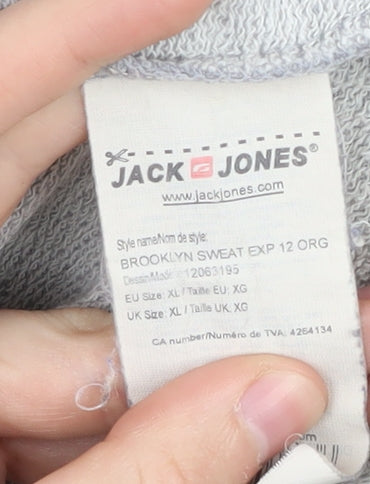 JACK JONES®
www.jackjones.com
Style name/Nom de style:
BROOKLYN SWEAT EXP 12 ORG
12063195
EU Size: XL / Taille EU: XG
UK Size: XL / Taille UK: XG
CA number/Numéro de TVA: 4264134